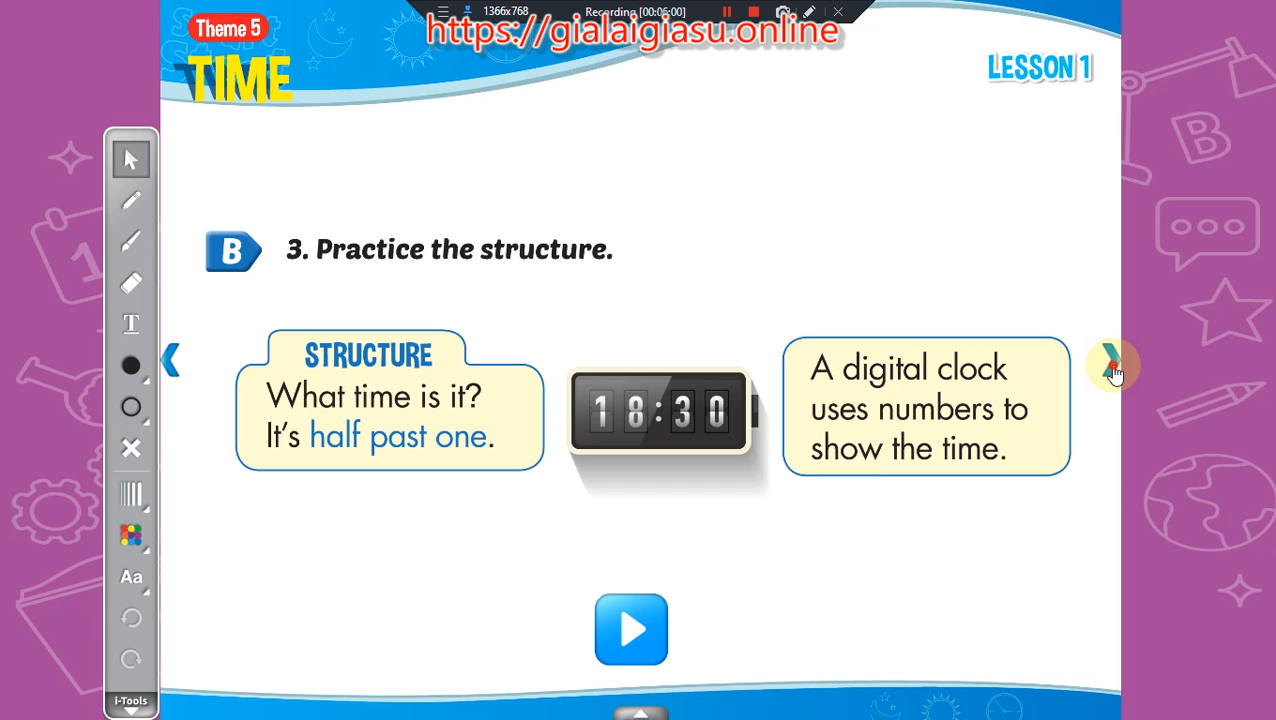 1366x768
Recording [00:06:00]
https://gialaigiasu.online
Theme 5
TIME
LESSON 1
B
3. Practice the structure.
STRUCTURE
What time is it?
It's half past one.
18:30
A digital clock
uses numbers to
show the time.
T
Aa
i-Tools
1
B